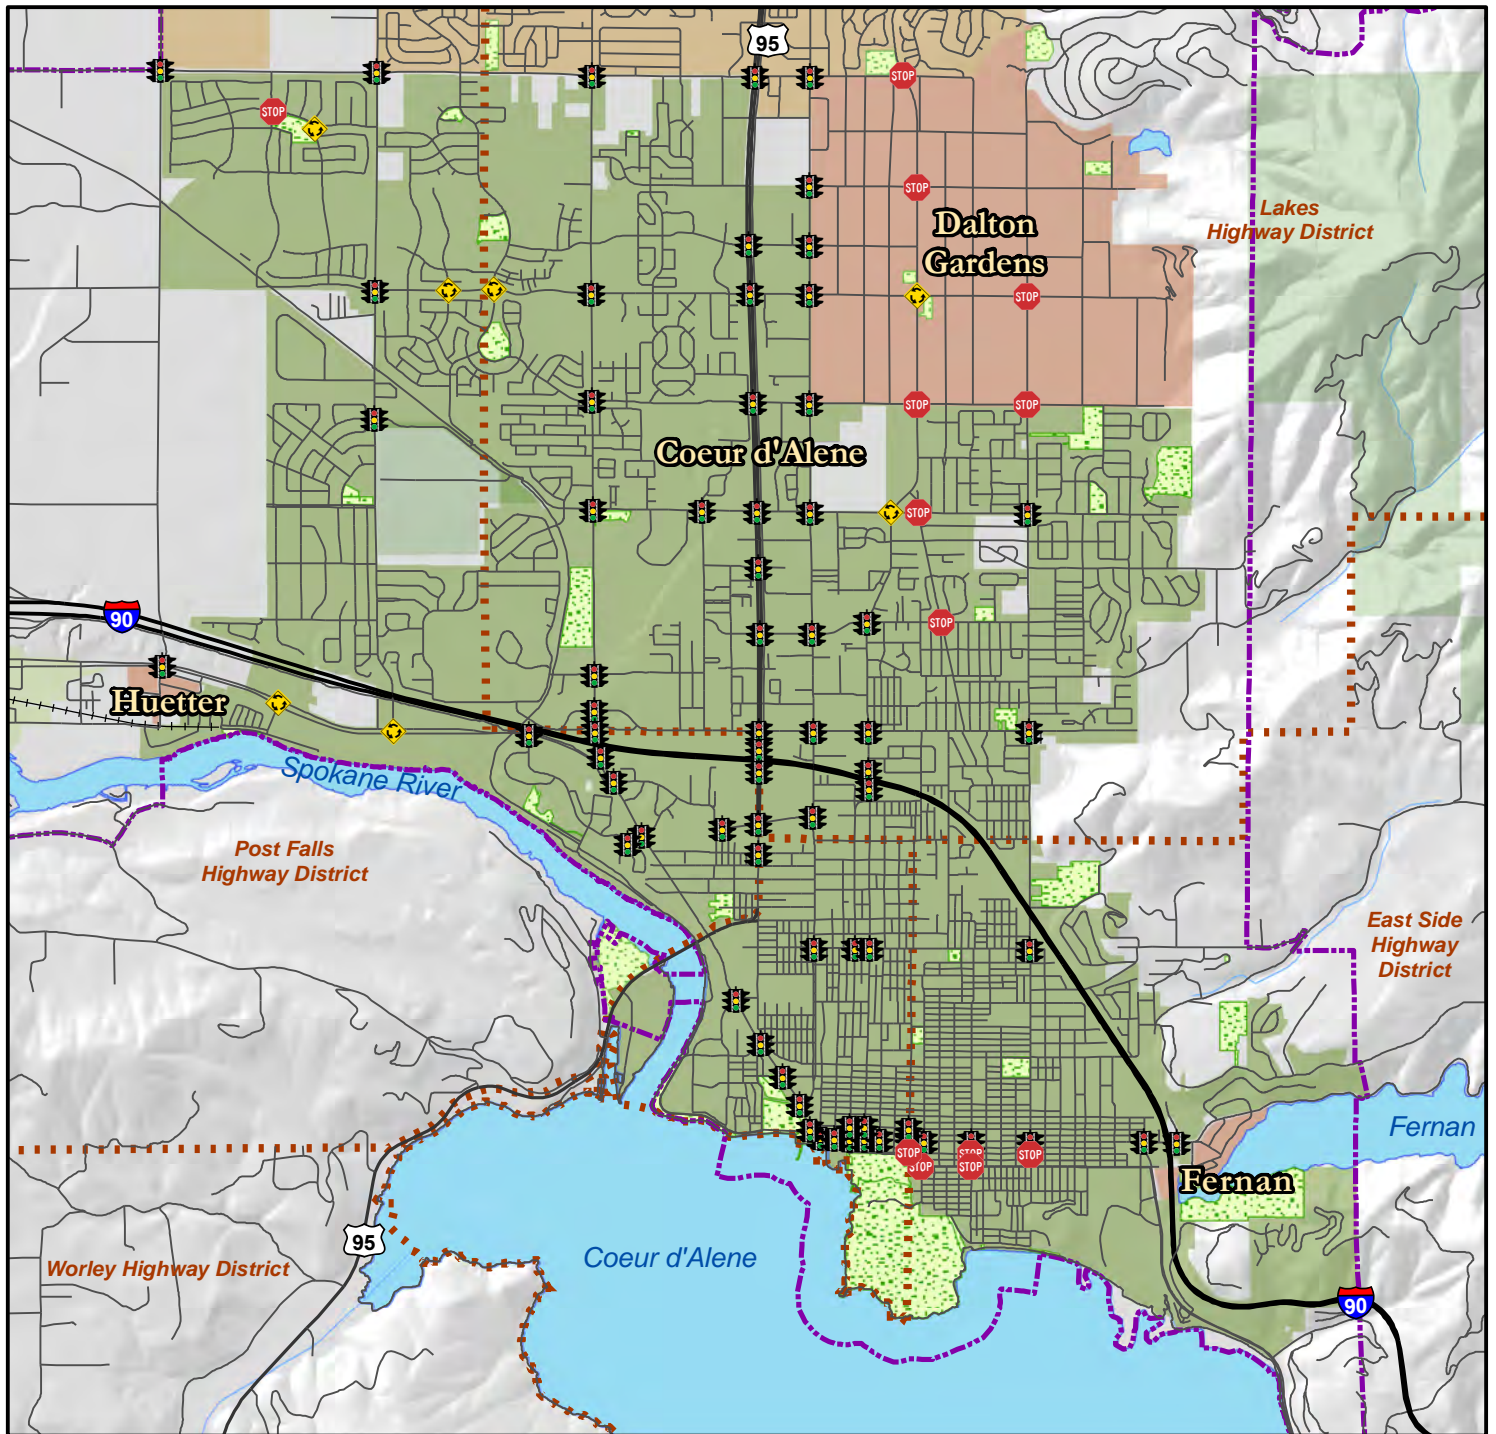 95
STOP
STOP
STOP
Lakes
Highway District
Dalton
Gardens
STOP
STOP
STOP
Coeur d'Alene
STOP
90
STOP
Huetter
Spokane River
Post Falls
Highway District
East Side
Highway
District
Fernan
STOP
STOP
STOP
STOP
STOP
STOP
Fernan
95
Coeur d'Alene
Worley Highway District
90